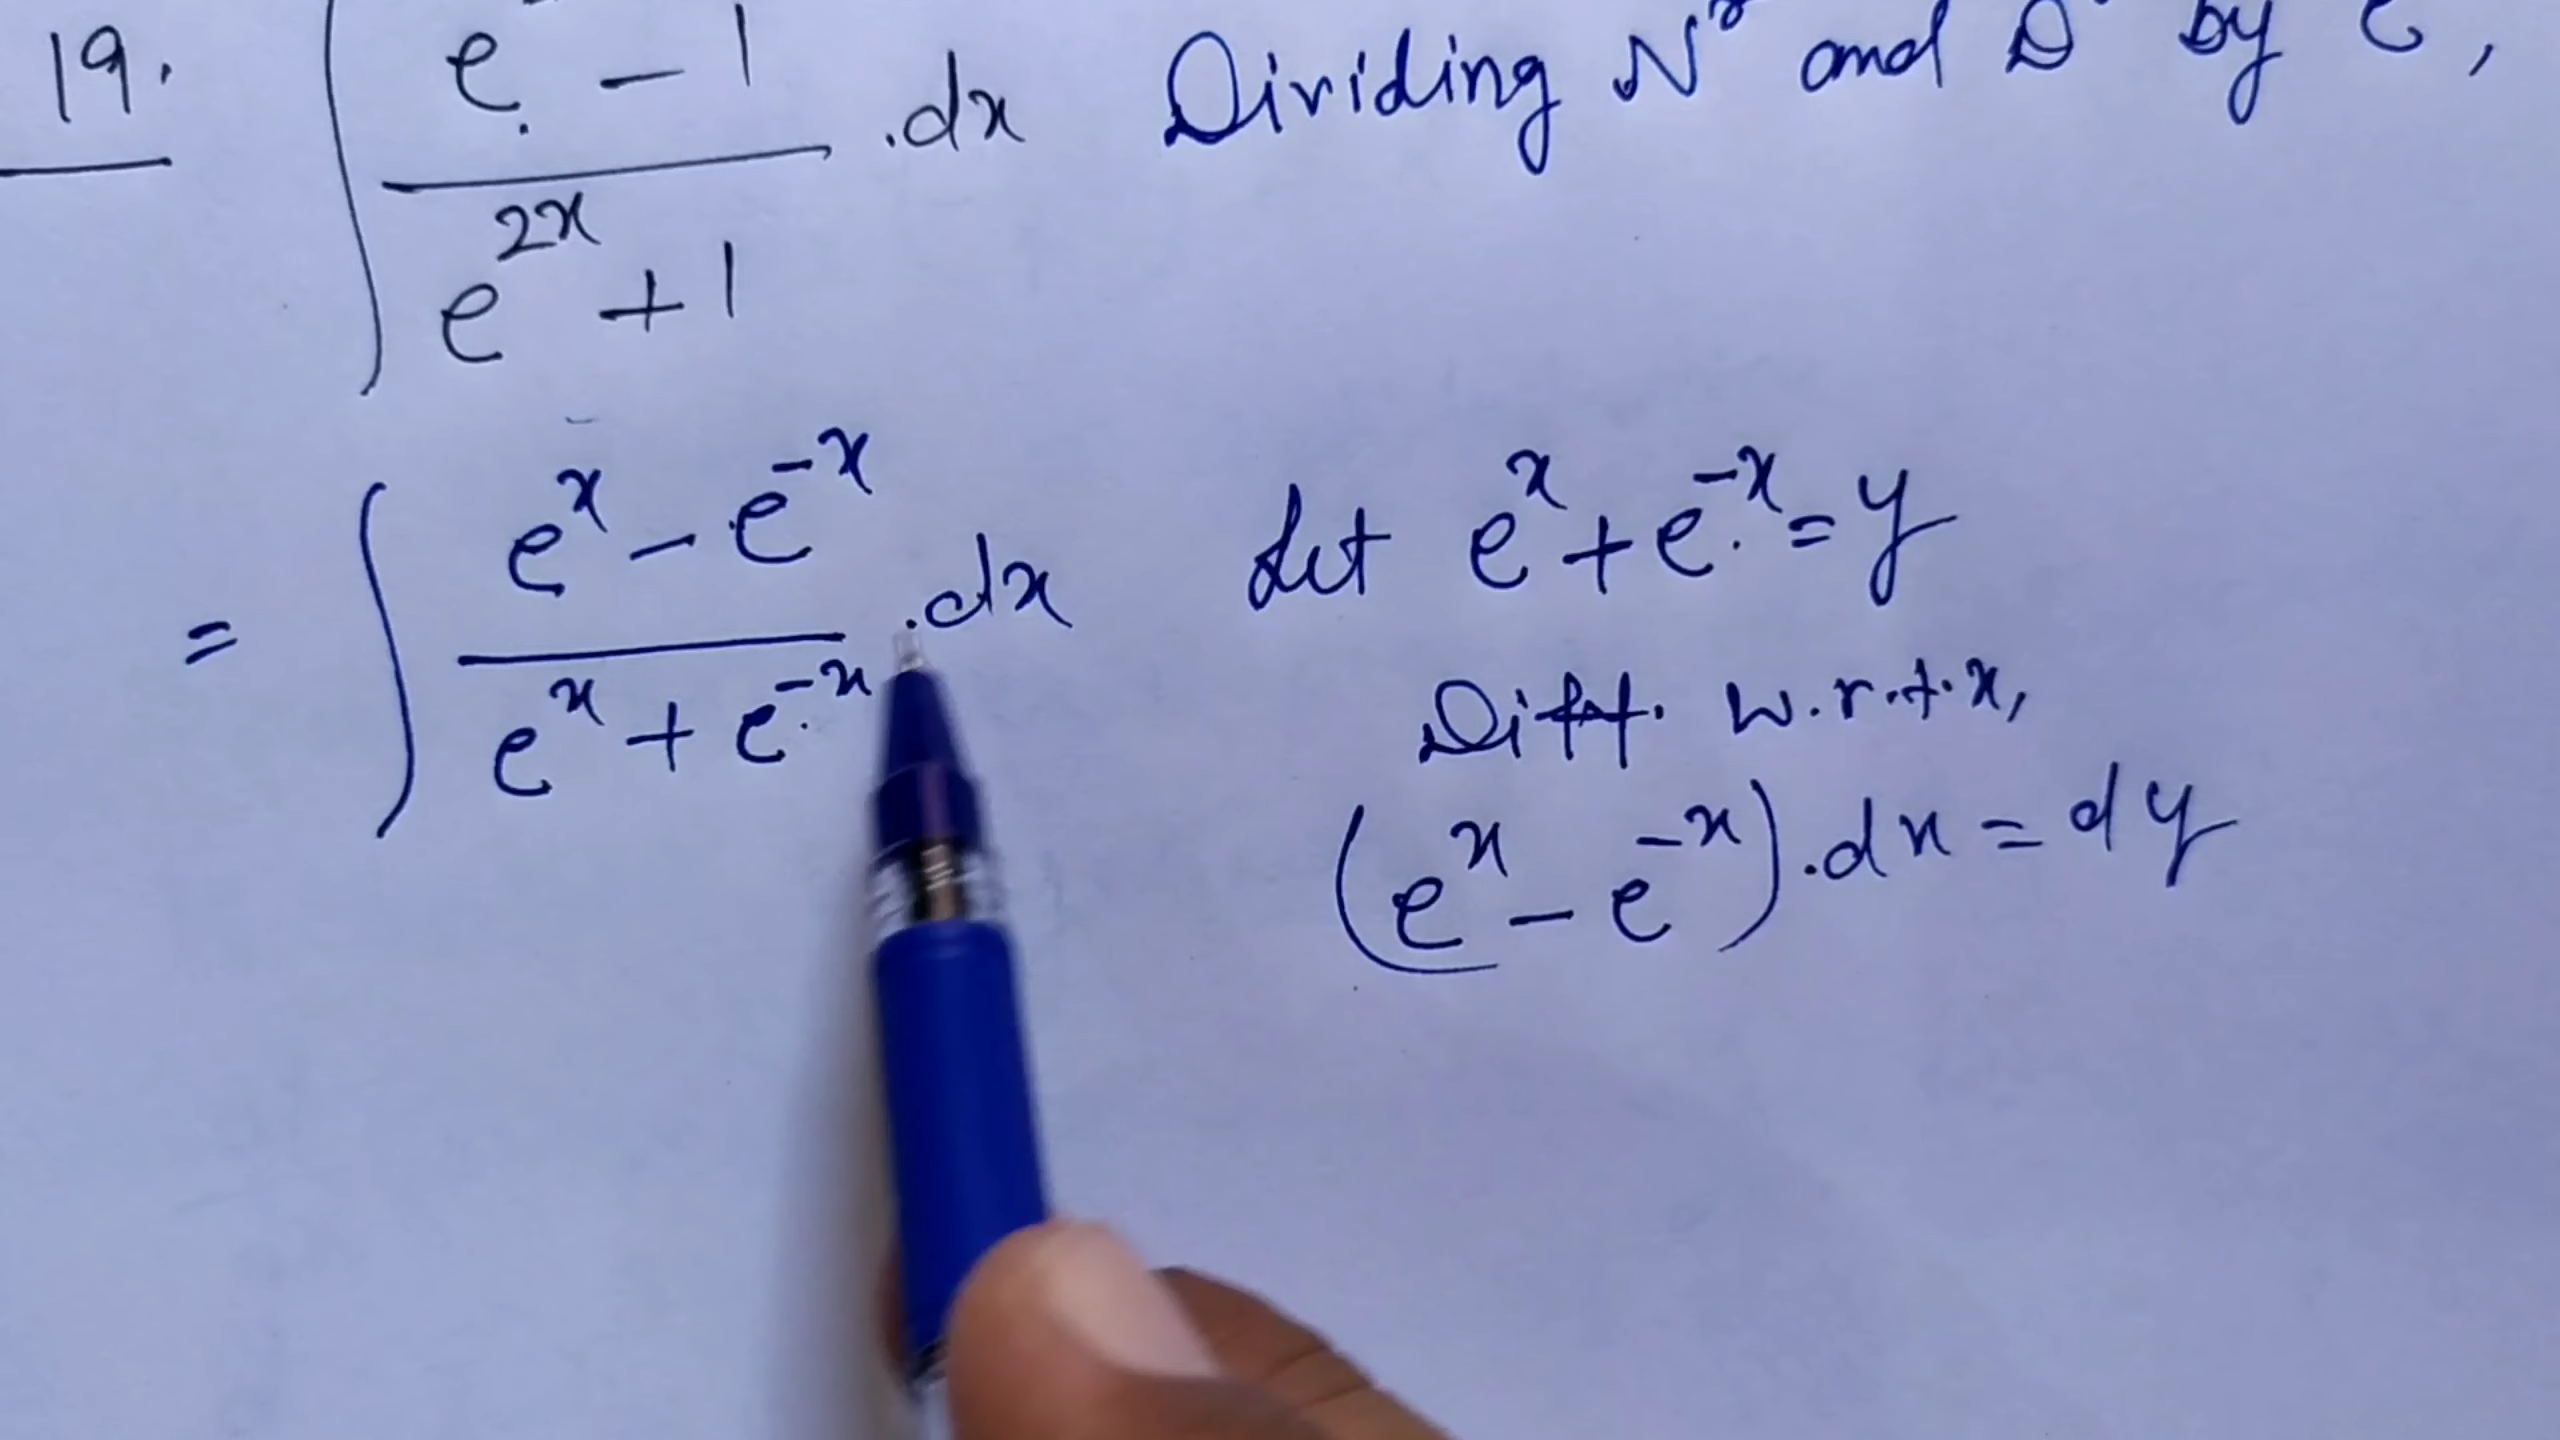 19. ∫ e - 1 / e^2x + 1 .dx Dividing N^r and D by e,
= ∫ e^x - e^-x / e^x + e^-x .dx Let e^x + e^-x = y
Diff. w.r.t. x,
(e^x - e^-x).dx = dy